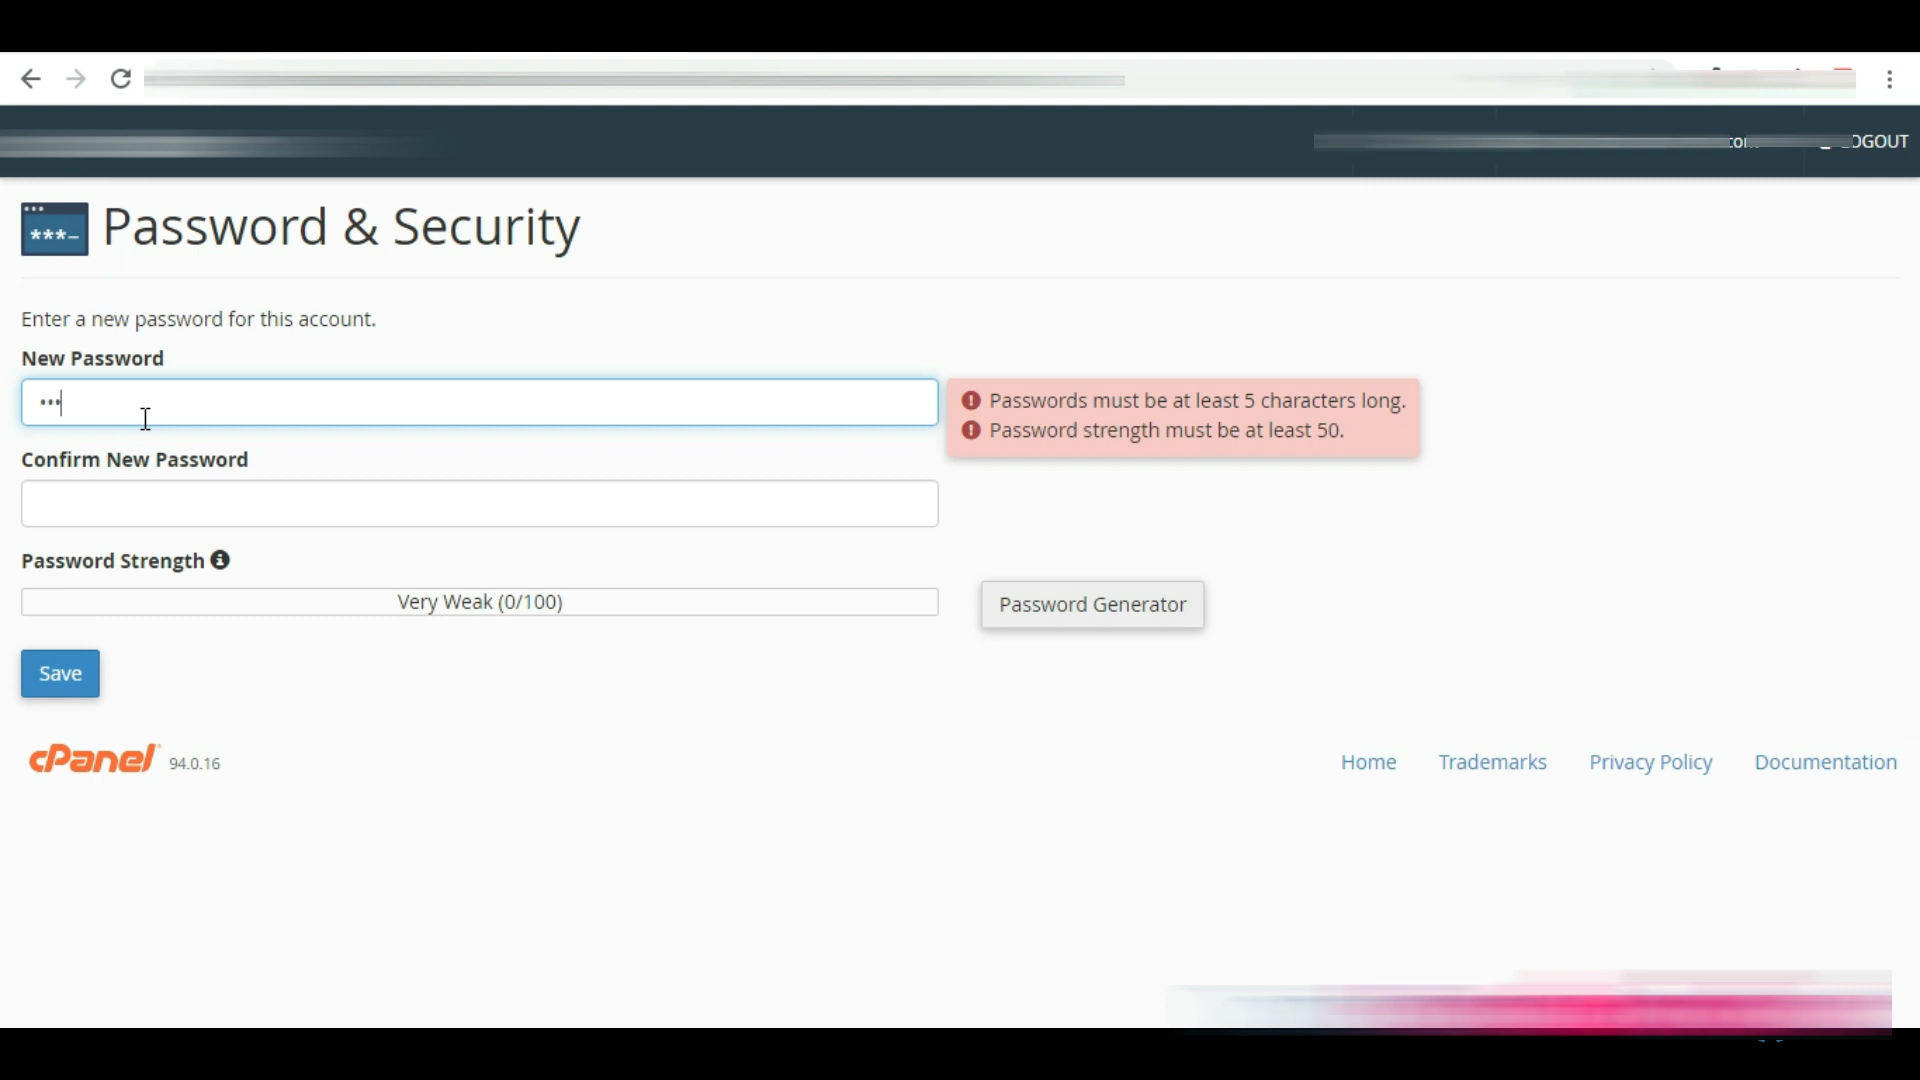 OGOUT
***_
Password & Security
Enter a new password for this account.
New Password
•••
Passwords must be at least 5 characters long.
Password strength must be at least 50.
Confirm New Password
Password Strength
Very Weak (0/100)
Password Generator
Save
cPanel 94.0.16
Home Trademarks Privacy Policy Documentation